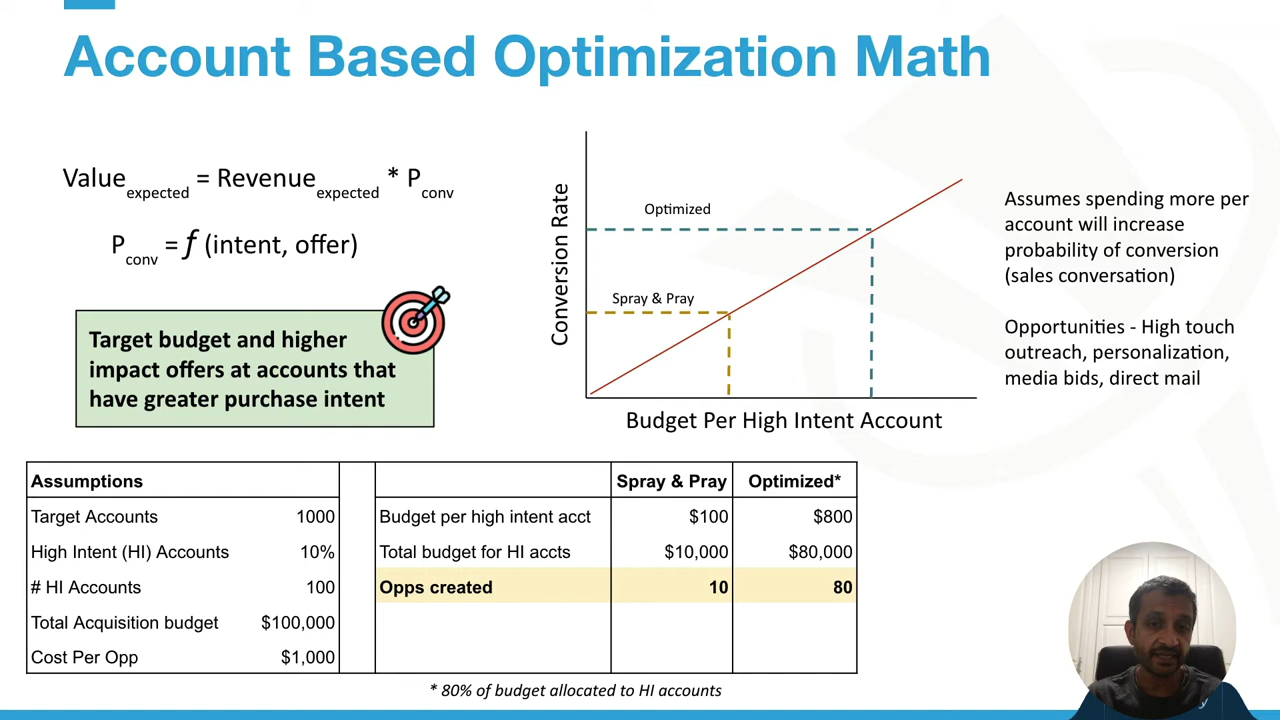 Account Based Optimization Math
Value expected = Revenue expected * P conv
P conv = f (intent, offer)
Target budget and higher
impact offers at accounts that
have greater purchase intent
Conversion Rate
Optimized
Spray & Pray
Budget Per High Intent Account
Assumes spending more per
account will increase
probability of conversion
(sales conversation)
Opportunities - High touch
outreach, personalization,
media bids, direct mail
Assumptions
Target Accounts 1000
High Intent (HI) Accounts 10%
# HI Accounts 100
Total Acquisition budget $100,000
Cost Per Opp $1,000
Spray & Pray Optimized*
Budget per high intent acct $100 $800
Total budget for HI accts $10,000 $80,000
Opps created 10 80
* 80% of budget allocated to HI accounts